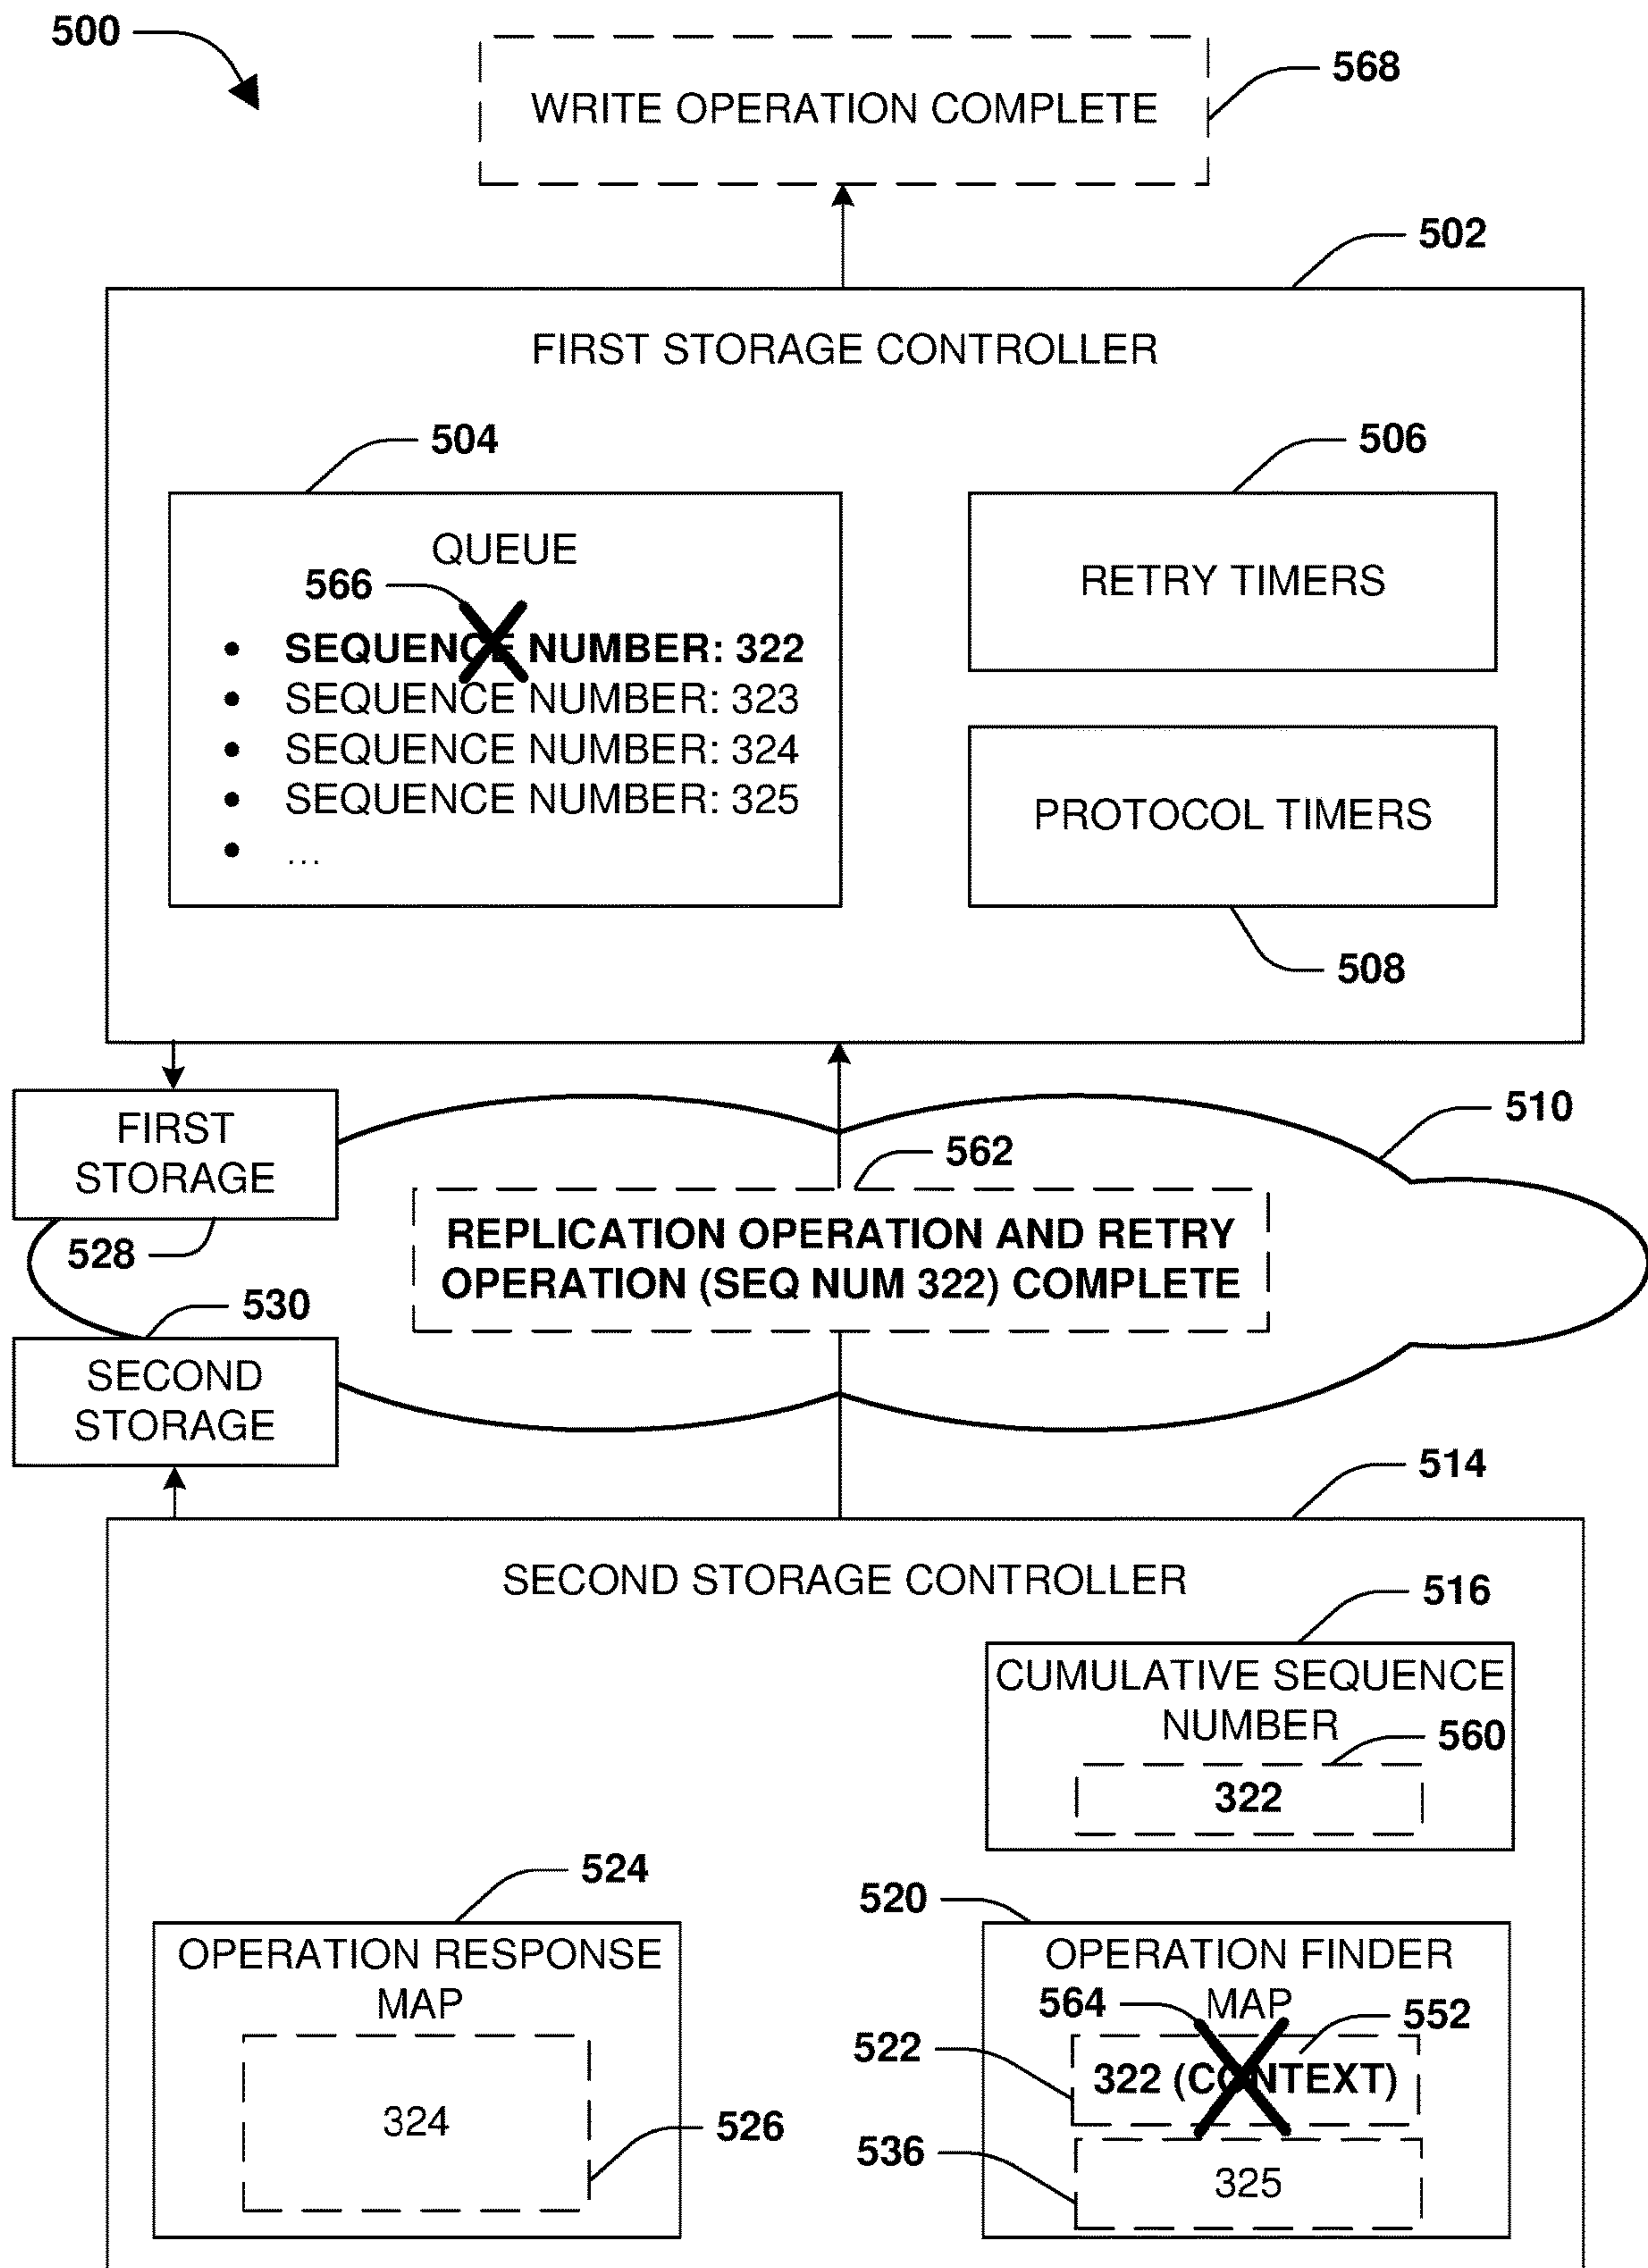 500
WRITE OPERATION COMPLETE
568
502
FIRST STORAGE CONTROLLER
504
506
QUEUE
566
• SEQUENCE NUMBER: 322
• SEQUENCE NUMBER: 323
• SEQUENCE NUMBER: 324
• SEQUENCE NUMBER: 325
• ...
RETRY TIMERS
PROTOCOL TIMERS
508
FIRST
STORAGE
528
510
562
REPLICATION OPERATION AND RETRY
OPERATION (SEQ NUM 322) COMPLETE
530
SECOND
STORAGE
514
SECOND STORAGE CONTROLLER
516
CUMULATIVE SEQUENCE
NUMBER
560
322
524
OPERATION RESPONSE
MAP
324
526
520
OPERATION FINDER
MAP
564
552
522
322 (CONTEXT)
536
325